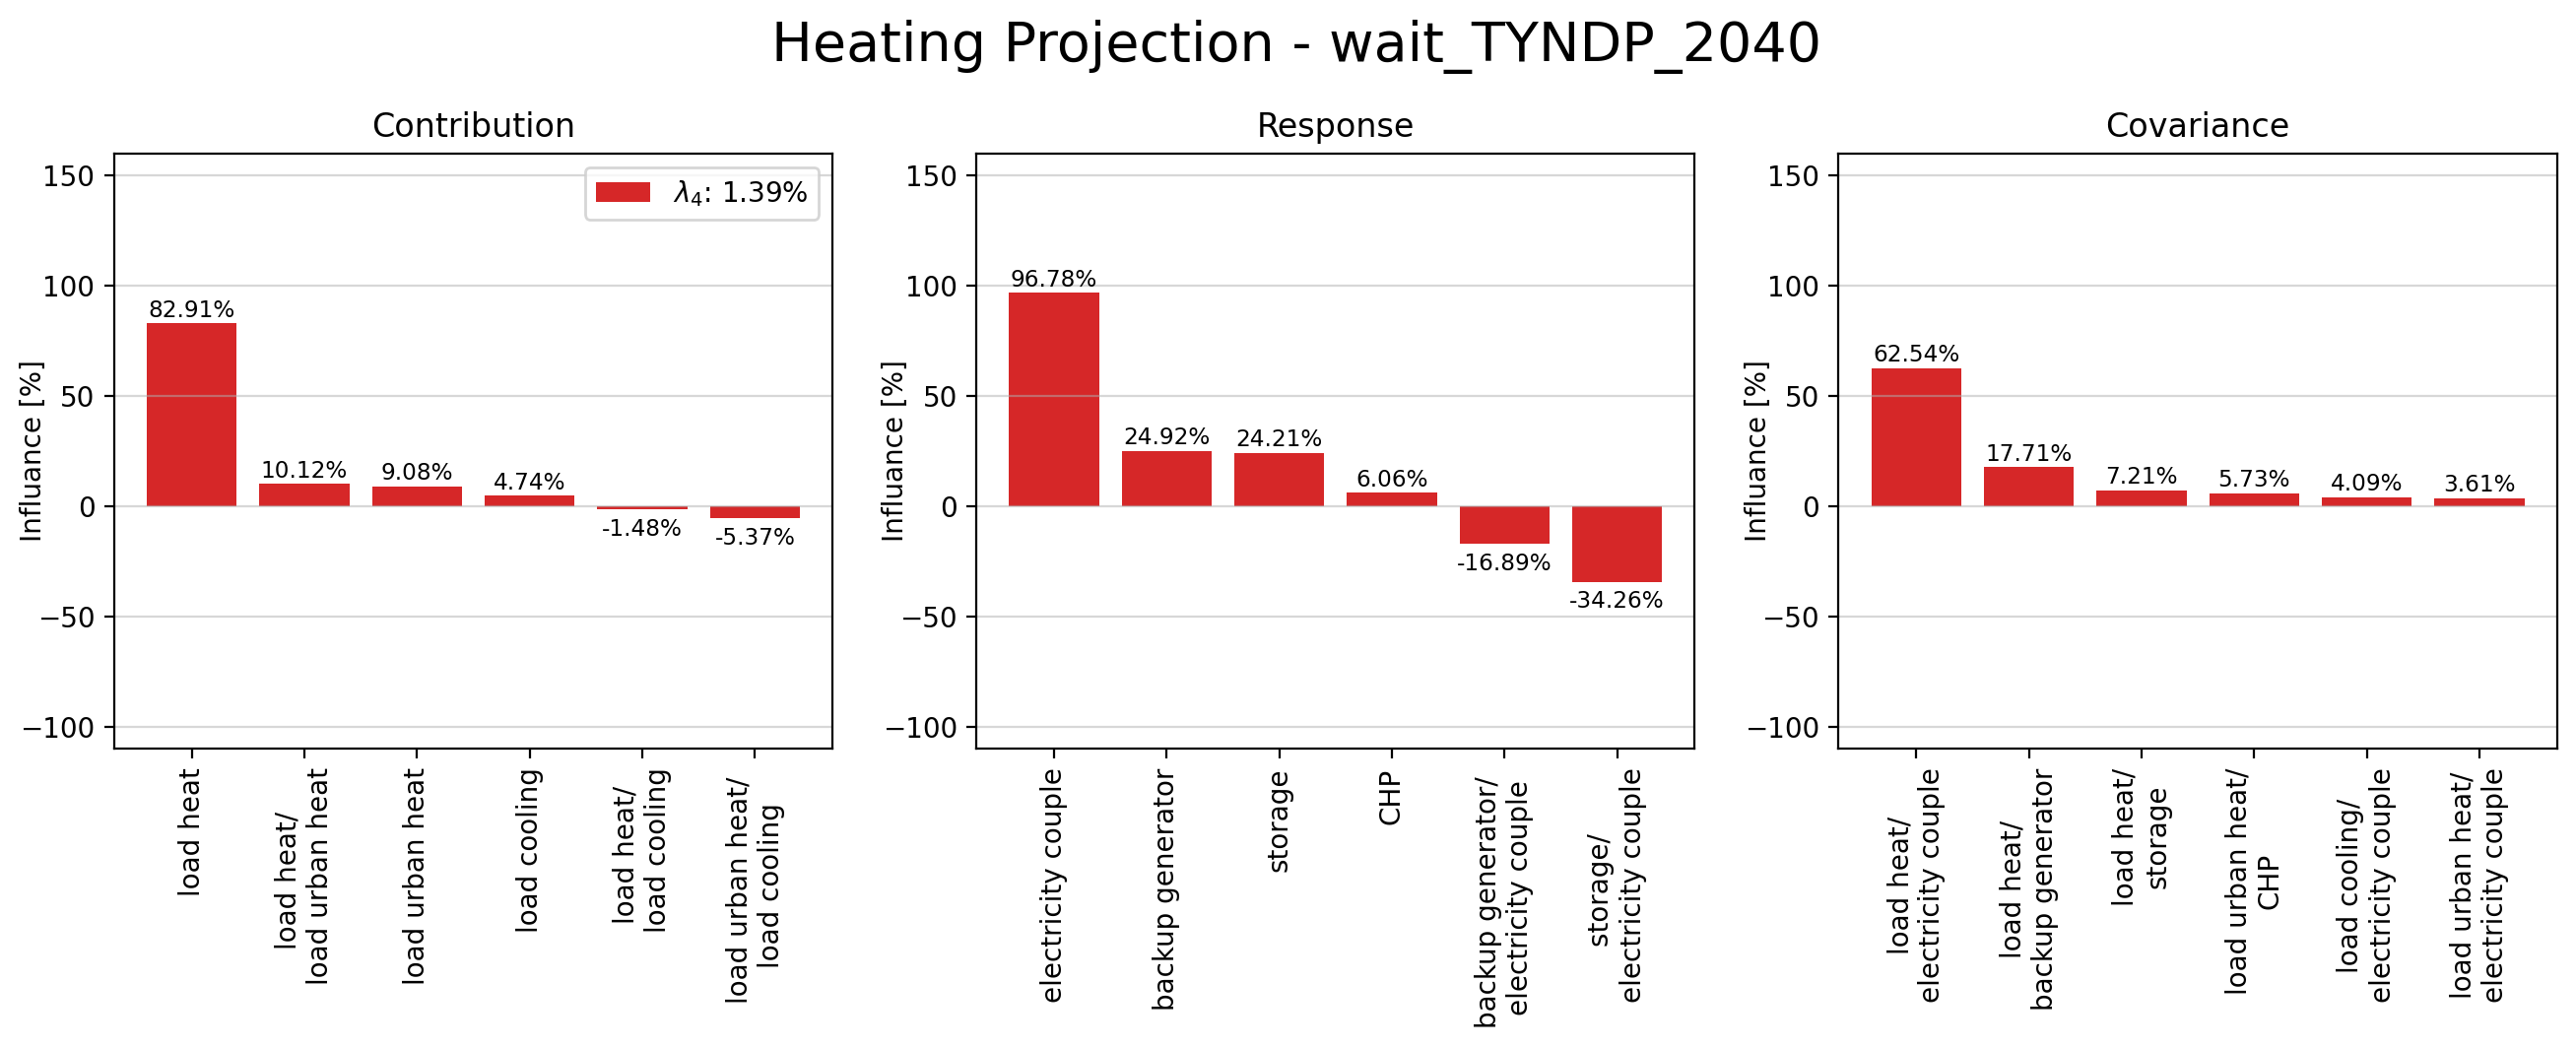 Heating Projection - wait_TYNDP_2040
Contribution
Influance [%]
150
100
50
0
−50
−100
λ4: 1.39%
82.91%
10.12%
9.08%
4.74%
-1.48%
-5.37%
load heat
load heat/
load urban heat
load urban heat
load cooling
load heat/
load cooling
load urban heat/
load cooling
Response
Influance [%]
150
100
50
0
−50
−100
96.78%
24.92%
24.21%
6.06%
-16.89%
-34.26%
electricity couple
backup generator
storage
CHP
backup generator/
electricity couple
storage/
electricity couple
Covariance
Influance [%]
150
100
50
0
−50
−100
62.54%
17.71%
7.21%
5.73%
4.09%
3.61%
load heat/
electricity couple
load heat/
backup generator
load heat/
storage
load urban heat/
CHP
load cooling/
electricity couple
load urban heat/
electricity couple